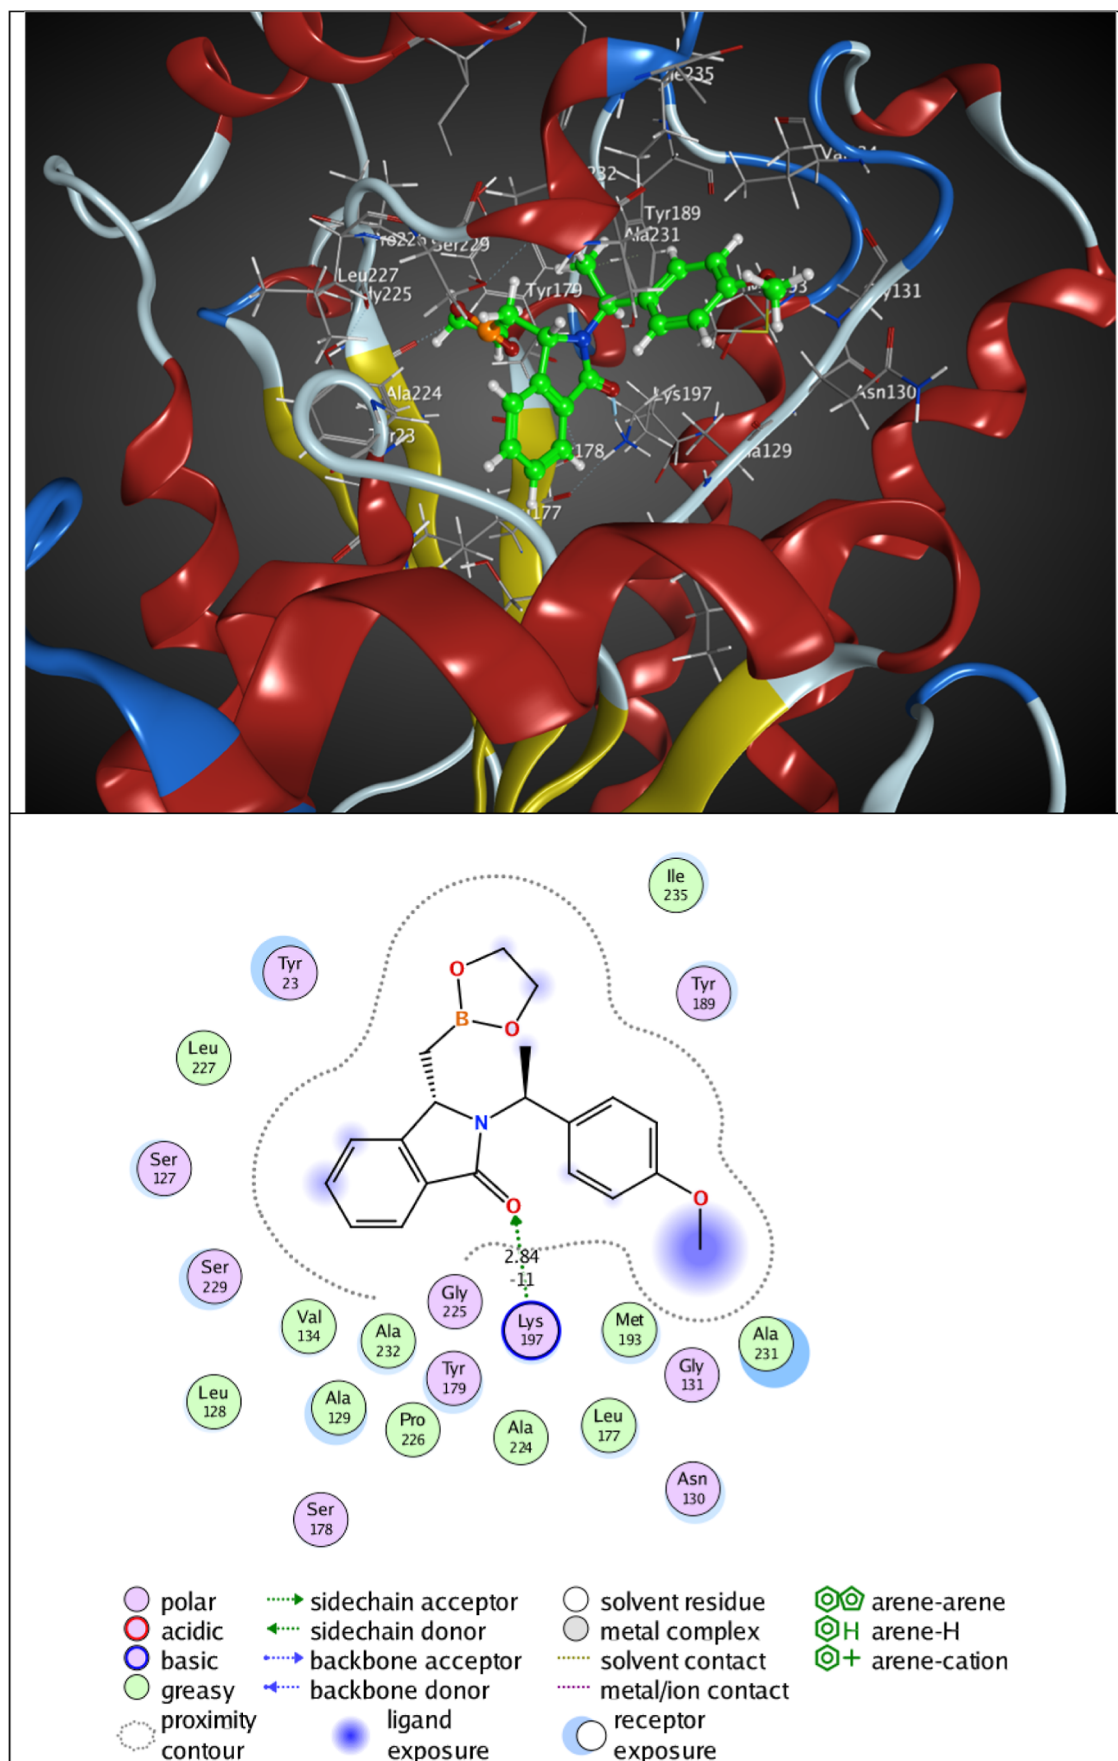 Tyr189
Ala231
Ser229
Leu227
Tyr179
Ala224
Lys197
Asn130
Ile
235
Tyr
23
Tyr
189
B
O
O
Leu
227
N
Ser
127
O
O
2.84
-11
Ser
229
Gly
225
Val
134
Ala
232
Lys
197
Met
193
Ala
231
Tyr
179
Gly
131
Leu
128
Ala
129
Pro
226
Ala
224
Leu
177
Asn
130
Ser
178
polar
sidechain acceptor
solvent residue
arene-arene
acidic
sidechain donor
metal complex
H arene-H
basic
backbone acceptor
solvent contact
+ arene-cation
greasy
backbone donor
metal/ion contact
proximity
contour
ligand
exposure
receptor
exposure